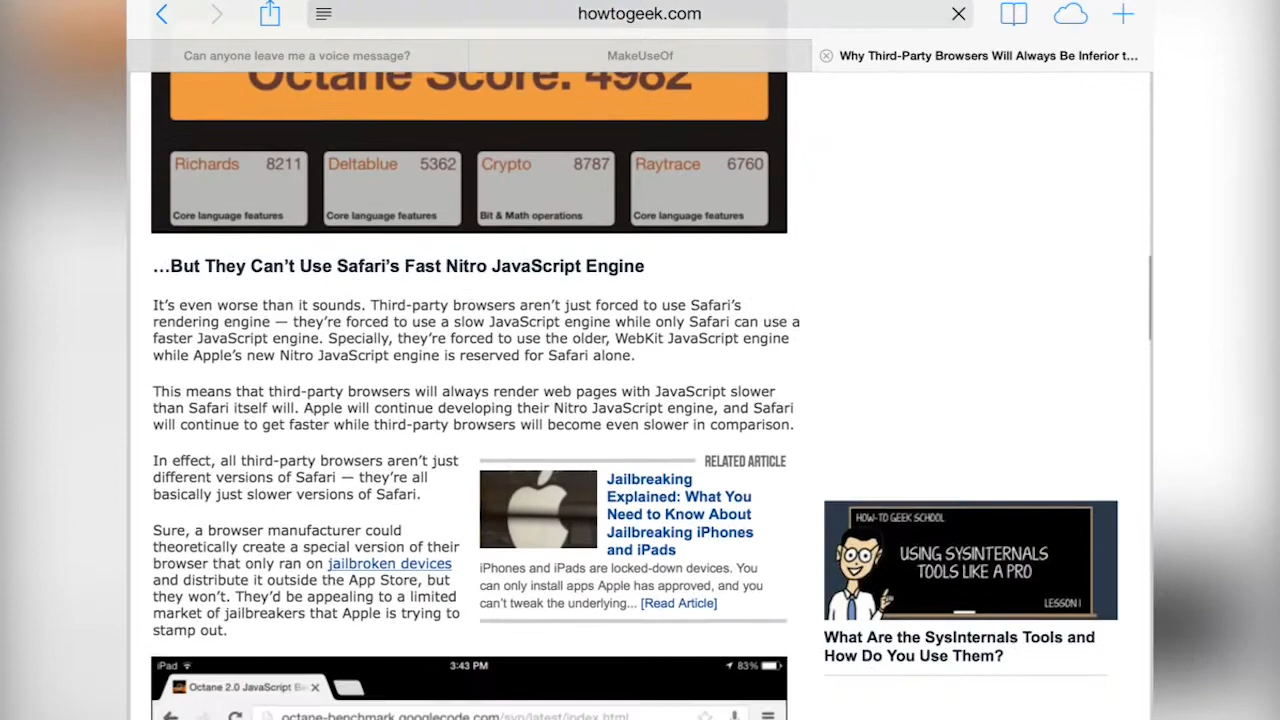 howtogeek.com
Can anyone leave me a voice message?
MakeUseOf
Why Third-Party Browsers Will Always Be Inferior t...
Octane Score: 4982
Richards 8211
Core language features
Deltablue 5362
Core language features
Crypto 8787
Bit & Math operations
Raytrace 6760
Core language features
…But They Can’t Use Safari’s Fast Nitro JavaScript Engine
It’s even worse than it sounds. Third-party browsers aren’t just forced to use Safari’s
rendering engine — they’re forced to use a slow JavaScript engine while only Safari can use a
faster JavaScript engine. Specially, they’re forced to use the older, WebKit JavaScript engine
while Apple’s new Nitro JavaScript engine is reserved for Safari alone.
This means that third-party browsers will always render web pages with JavaScript slower
than Safari itself will. Apple will continue developing their Nitro JavaScript engine, and Safari
will continue to get faster while third-party browsers will become even slower in comparison.
In effect, all third-party browsers aren’t just
different versions of Safari — they’re all
basically just slower versions of Safari.
Sure, a browser manufacturer could
theoretically create a special version of their
browser that only ran on jailbroken devices
and distribute it outside the App Store, but
they won’t. They’d be appealing to a limited
market of jailbreakers that Apple is trying to
stamp out.
RELATED ARTICLE
Jailbreaking
Explained: What You
Need to Know About
Jailbreaking iPhones
and iPads
iPhones and iPads are locked-down devices. You
can only install apps Apple has approved, and you
can’t tweak the underlying... [Read Article]
HOW-TO GEEK SCHOOL
USING SYSINTERNALS
TOOLS LIKE A PRO
LESSON 1
What Are the SysInternals Tools and
How Do You Use Them?
iPad
3:43 PM
83%
Octane 2.0 JavaScript Be
octane-benchmark.googlecode.com/svn/latest/index.html